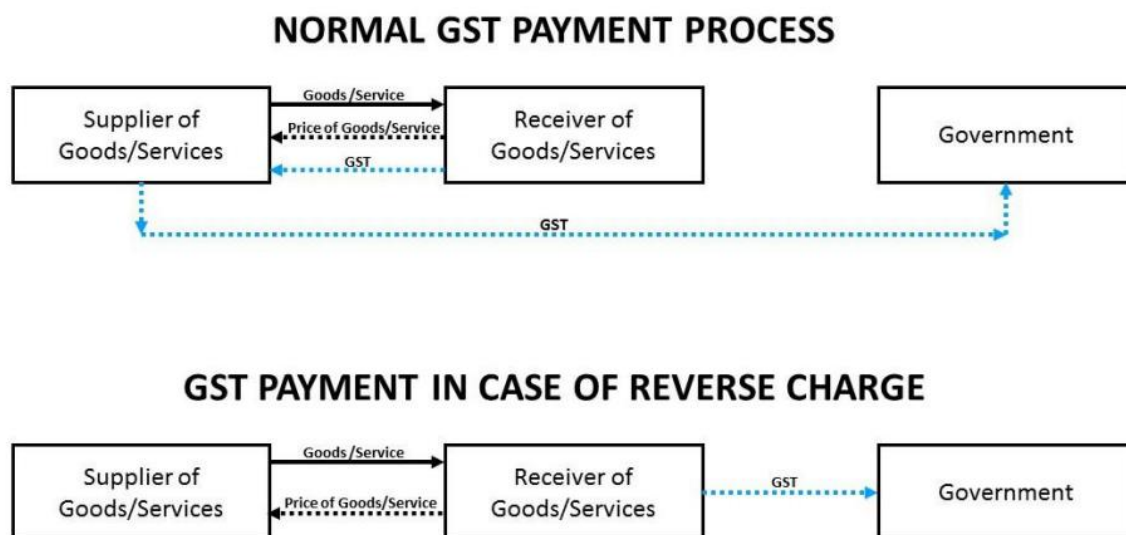 NORMAL GST PAYMENT PROCESS
Goods/Service
Supplier of
Goods/Services
Price of Goods/Service
GST
Receiver of
Goods/Services
Government
GST
GST PAYMENT IN CASE OF REVERSE CHARGE
Goods/Service
Supplier of
Goods/Services
Price of Goods/Service
Receiver of
Goods/Services
GST
Government